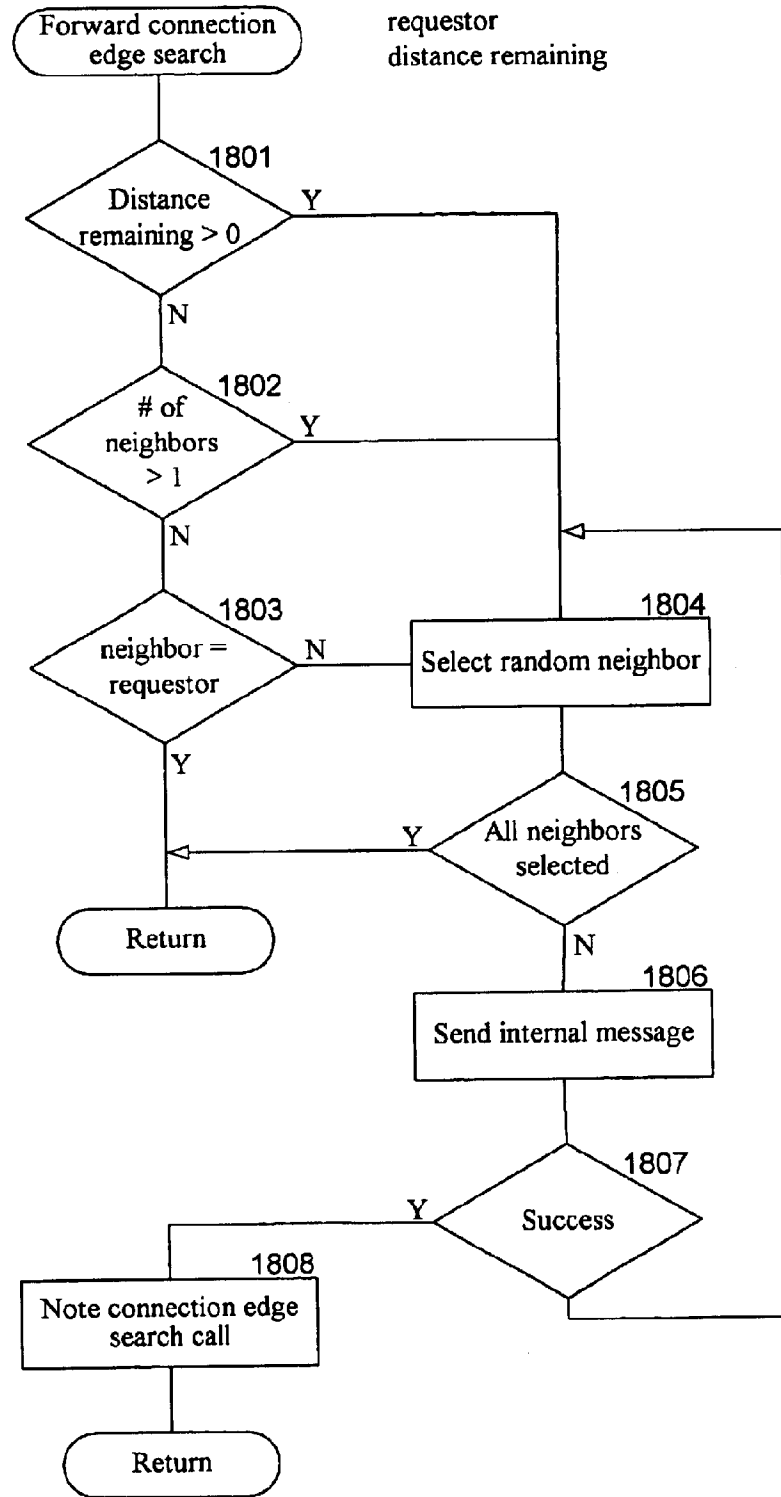 Forward connection
edge search
requestor
distance remaining
1801
Distance
remaining > 0
Y
N
1802
# of
neighbors
> 1
Y
N
1803
neighbor =
requestor
N
Y
1804
Select random neighbor
1805
All neighbors
selected
Y
N
Return
1806
Send internal message
1807
Success
Y
1808
Note connection edge
search call
Return